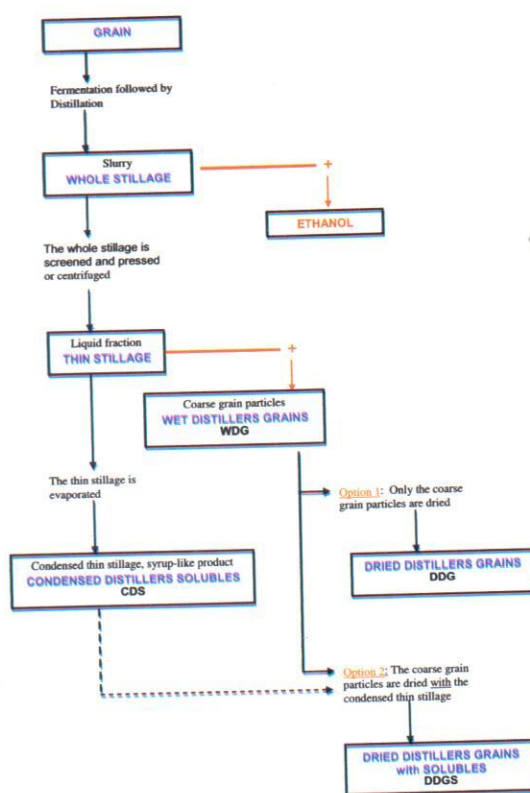 GRAIN
Fermentation followed by
Distillation
Slurry
WHOLE STILLAGE
+
ETHANOL
The whole stillage is
screened and pressed
or centrifuged
Liquid fraction
THIN STILLAGE
+
Coarse grain particles
WET DISTILLERS GRAINS
WDG
The thin stillage is
evaporated
Option 1: Only the coarse
grain particles are dried
Condensed thin stillage, syrup-like product
CONDENSED DISTILLERS SOLUBLES
CDS
DRIED DISTILLERS GRAINS
DDG
Option 2: The coarse grain
particles are dried with the
condensed thin stillage
DRIED DISTILLERS GRAINS
with SOLUBLES
DDGS